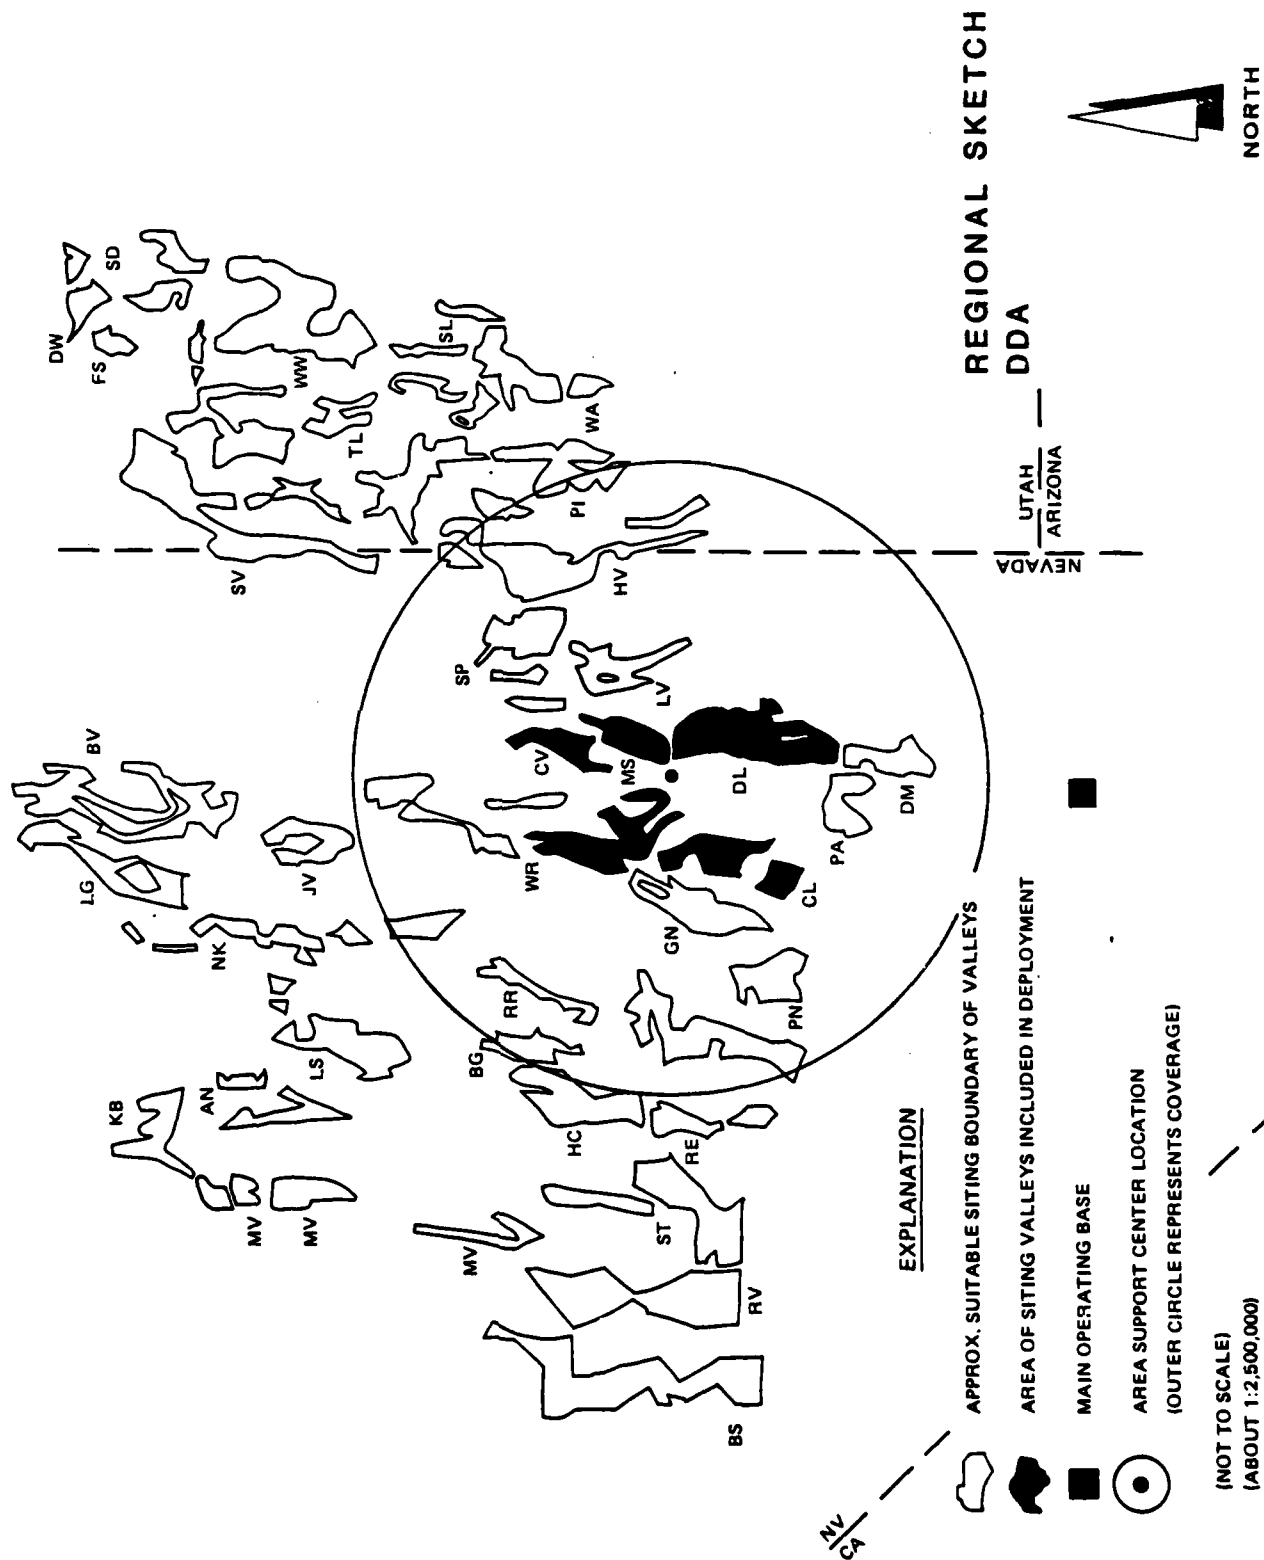 REGIONAL SKETCH
DDA
NORTH
DW
SD
FS
WW
SL
TL
WA
SV
PI
HV
UTAH
ARIZONA
NEVADA
BV
SP
LV
CV
MS
DL
DM
LG
JV
WR
PA
CL
NK
GN
RR
PN
LS
BG
KB
AN
HC
RE
MV
MV
MV
ST
RV
BS
NV
CA
EXPLANATION
APPROX. SUITABLE SITING BOUNDARY OF VALLEYS
AREA OF SITING VALLEYS INCLUDED IN DEPLOYMENT
MAIN OPERATING BASE
AREA SUPPORT CENTER LOCATION
(OUTER CIRCLE REPRESENTS COVERAGE)
(NOT TO SCALE)
(ABOUT 1:2,500,000)